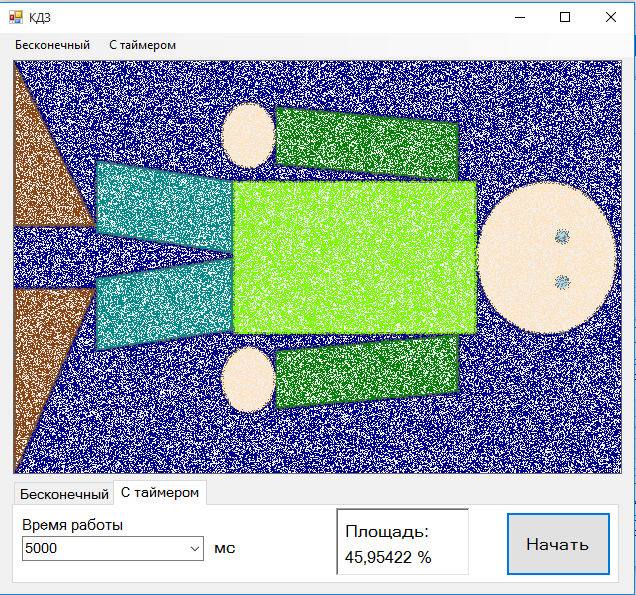 КДЗ
Бесконечный С таймером
Бесконечный С таймером
Время работы
5000 мс
Площадь:
45,95422 %
Начать